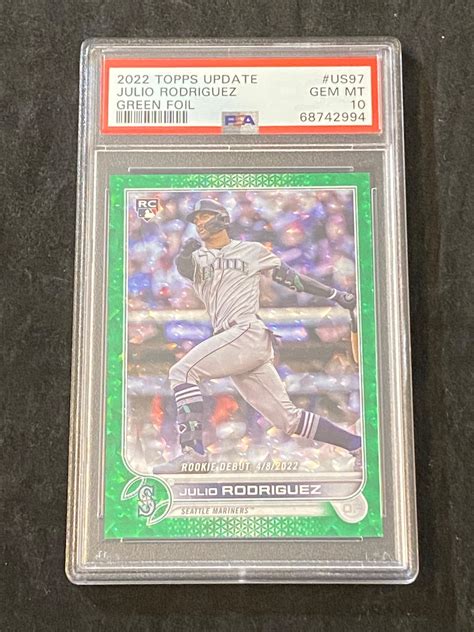 2022 TOPPS UPDATE #US97
JULIO RODRIGUEZ GEM MT
GREEN FOIL 10
PSA 68742994
RC
SEATTLE
ROOKIE DEBUT 4/8/2022
JULIO RODRIGUEZ
S
SEATTLE MARINERS™ OF